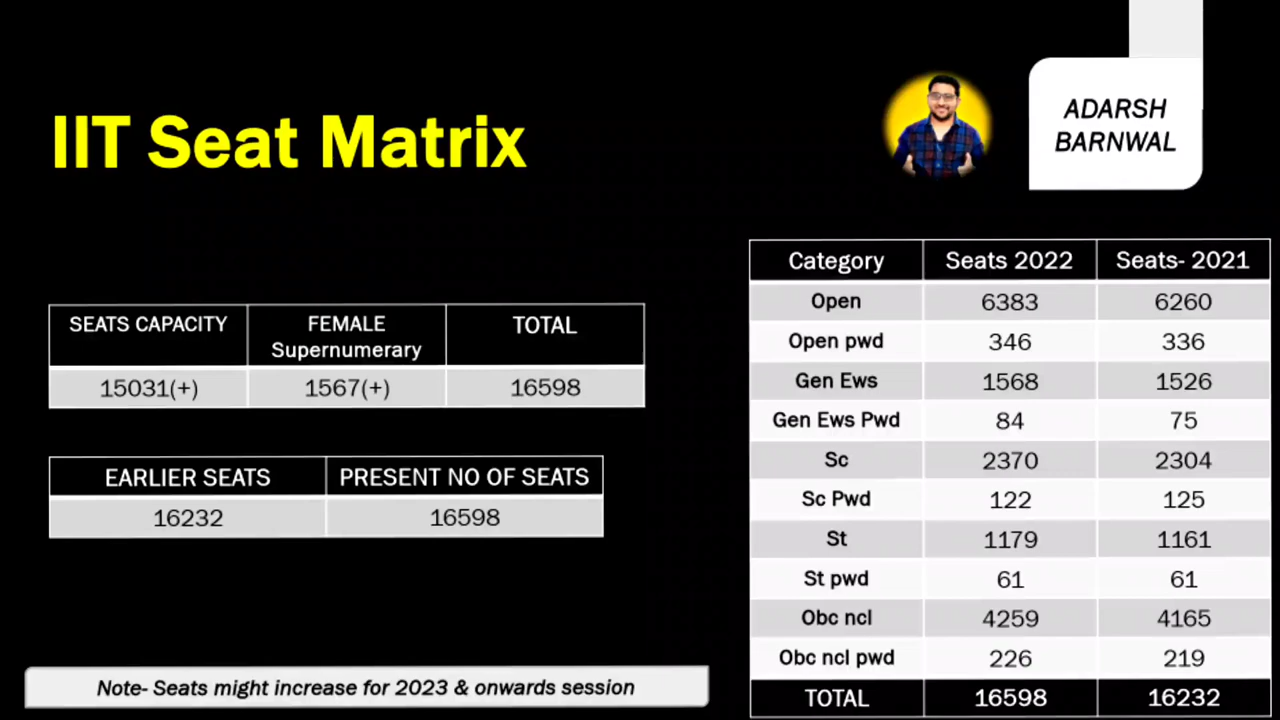 IIT Seat Matrix
ADARSH
BARNWAL
SEATS CAPACITY FEMALE Supernumerary TOTAL
15031(+) 1567(+) 16598
EARLIER SEATS PRESENT NO OF SEATS
16232 16598
Note- Seats might increase for 2023 & onwards session
Category Seats 2022 Seats- 2021
Open 6383 6260
Open pwd 346 336
Gen Ews 1568 1526
Gen Ews Pwd 84 75
Sc 2370 2304
Sc Pwd 122 125
St 1179 1161
St pwd 61 61
Obc ncl 4259 4165
Obc ncl pwd 226 219
TOTAL 16598 16232